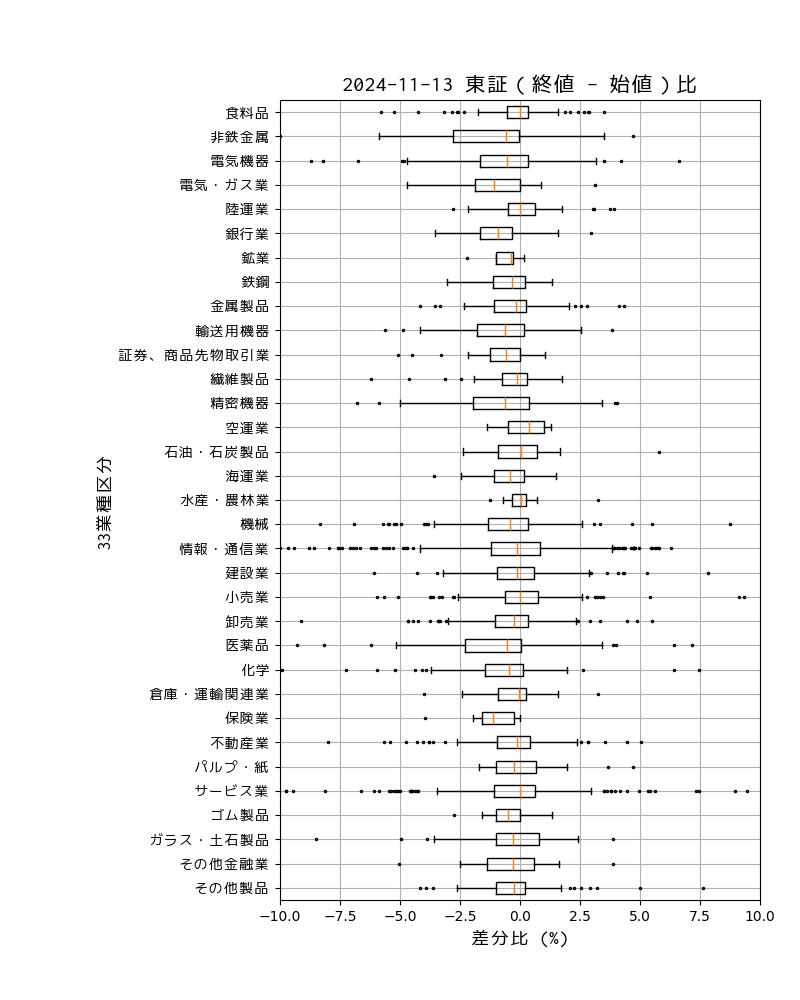 2024-11-13 東証 ( 終値 - 始値 ) 比
食料品
非鉄金属
電気機器
電気・ガス業
陸運業
銀行業
鉱業
鉄鋼
金属製品
輸送用機器
証券、商品先物取引業
繊維製品
精密機器
空運業
石油・石炭製品
海運業
水産・農林業
機械
情報・通信業
建設業
小売業
卸売業
医薬品
化学
倉庫・運輸関連業
保険業
不動産業
パルプ・紙
サービス業
ゴム製品
ガラス・土石製品
その他金融業
その他製品
33業種区分
−10.0 −7.5 −5.0 −2.5 0.0 2.5 5.0 7.5 10.0
差分比 (%)